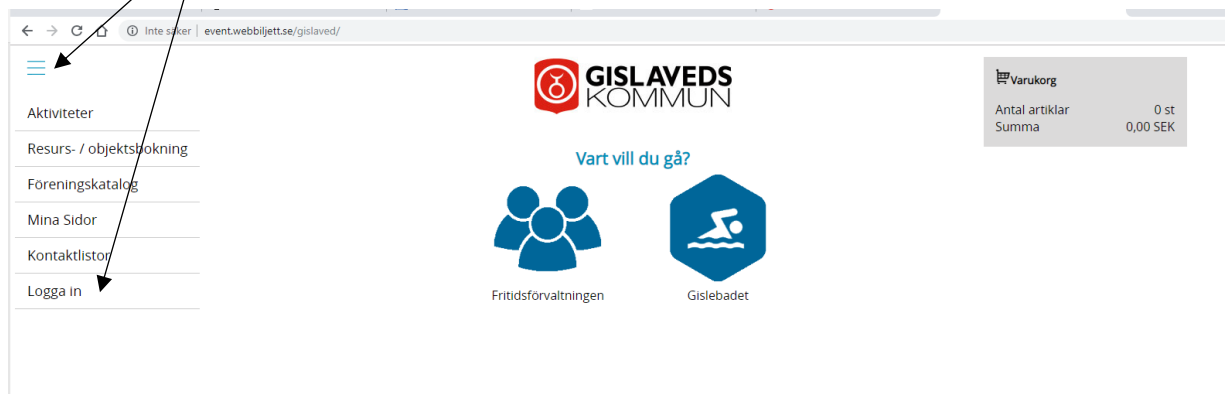 Inte säker | event.webbiljett.se/gislaved/
GISLAVEDS
KOMMUN
Varukorg
Antal artiklar 0 st
Summa 0,00 SEK
Aktiviteter
Resurs- / objektsbokning
Föreningskatalog
Mina Sidor
Kontaktlistor
Logga in
Vart vill du gå?
Fritidsförvaltningen
Gislebadet